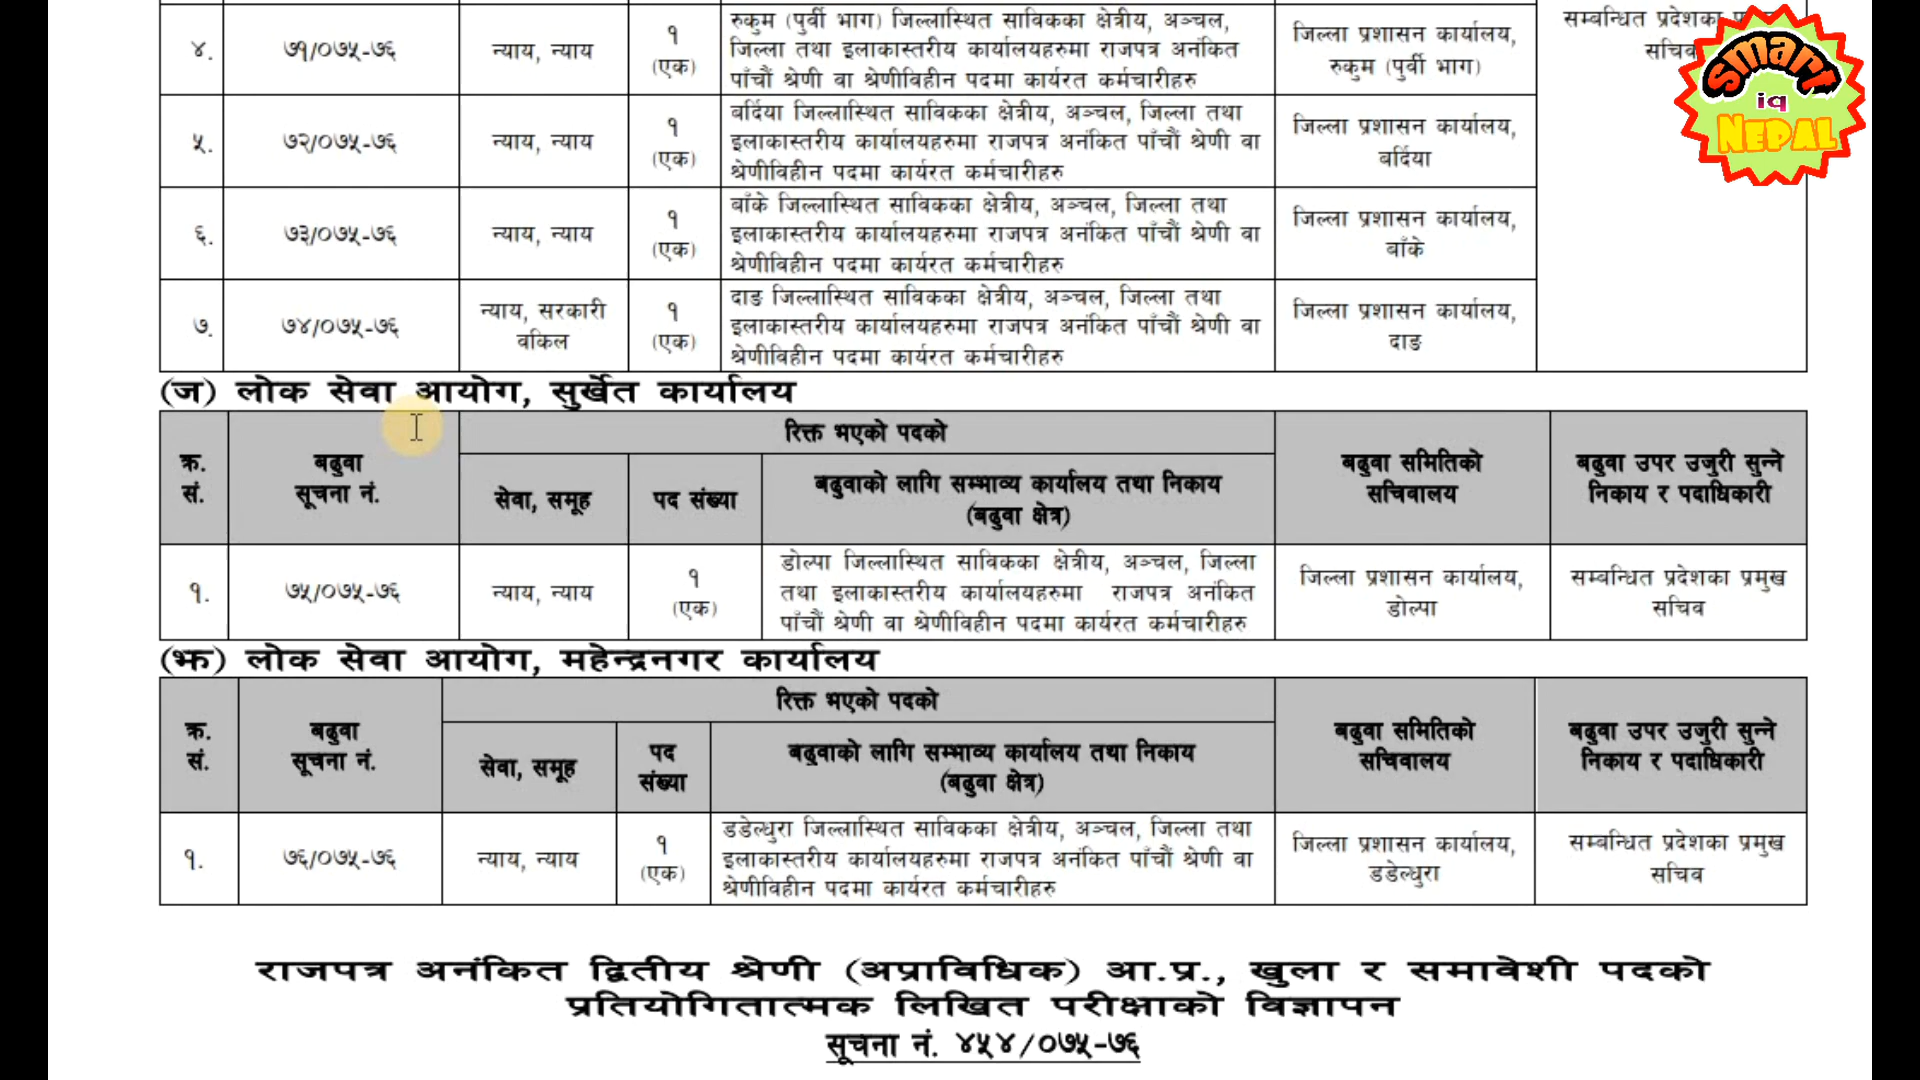 ४. ७१/०७५-७६ न्याय, न्याय १ (एक) रुकुम (पुर्वी भाग) जिल्लास्थित साविकका क्षेत्रीय, अञ्चल, जिल्ला तथा इलाकास्तरीय कार्यालयहरुमा राजपत्र अनंकित पाँचौं श्रेणी वा श्रेणीविहीन पदमा कार्यरत कर्मचारीहरु जिल्ला प्रशासन कार्यालय, रुकुम (पुर्वी भाग) सम्बन्धित प्रदेशका
smart
iq
NEPAL
५. ७२/०७५-७६ न्याय, न्याय १ (एक) बर्दिया जिल्लास्थित साविकका क्षेत्रीय, अञ्चल, जिल्ला तथा इलाकास्तरीय कार्यालयहरुमा राजपत्र अनंकित पाँचौं श्रेणी वा श्रेणीविहीन पदमा कार्यरत कर्मचारीहरु जिल्ला प्रशासन कार्यालय, बर्दिया
६. ७३/०७५-७६ न्याय, न्याय १ (एक) बाँके जिल्लास्थित साविकका क्षेत्रीय, अञ्चल, जिल्ला तथा इलाकास्तरीय कार्यालयहरुमा राजपत्र अनंकित पाँचौं श्रेणी वा श्रेणीविहीन पदमा कार्यरत कर्मचारीहरु जिल्ला प्रशासन कार्यालय, बाँके
७. ७४/०७५-७६ न्याय, सरकारी वकिल १ (एक) दाङ जिल्लास्थित साविकका क्षेत्रीय, अञ्चल, जिल्ला तथा इलाकास्तरीय कार्यालयहरुमा राजपत्र अनंकित पाँचौं श्रेणी वा श्रेणीविहीन पदमा कार्यरत कर्मचारीहरु जिल्ला प्रशासन कार्यालय, दाङ
(ज) लोक सेवा आयोग, सुर्खेत कार्यालय
क्र. सं. बढुवा सूचना नं. रिक्त भएको पदको बढुवा समितिको सचिवालय बढुवा उपर उजुरी सुन्ने निकाय र पदाधिकारी
सेवा, समूह पद संख्या बढुवाको लागि सम्भाव्य कार्यालय तथा निकाय (बढुवा क्षेत्र)
१. ७५/०७५-७६ न्याय, न्याय १ (एक) डोल्पा जिल्लास्थित साविकका क्षेत्रीय, अञ्चल, जिल्ला तथा इलाकास्तरीय कार्यालयहरुमा राजपत्र अनंकित पाँचौं श्रेणी वा श्रेणीविहीन पदमा कार्यरत कर्मचारीहरु जिल्ला प्रशासन कार्यालय, डोल्पा सम्बन्धित प्रदेशका प्रमुख सचिव
(झ) लोक सेवा आयोग, महेन्द्रनगर कार्यालय
क्र. सं. बढुवा सूचना नं. रिक्त भएको पदको बढुवा समितिको सचिवालय बढुवा उपर उजुरी सुन्ने निकाय र पदाधिकारी
सेवा, समूह पद संख्या बढुवाको लागि सम्भाव्य कार्यालय तथा निकाय (बढुवा क्षेत्र)
१. ७६/०७५-७६ न्याय, न्याय १ (एक) डडेल्धुरा जिल्लास्थित साविकका क्षेत्रीय, अञ्चल, जिल्ला तथा इलाकास्तरीय कार्यालयहरुमा राजपत्र अनंकित पाँचौं श्रेणी वा श्रेणीविहीन पदमा कार्यरत कर्मचारीहरु जिल्ला प्रशासन कार्यालय, डडेल्धुरा सम्बन्धित प्रदेशका प्रमुख सचिव
राजपत्र अनंकित द्वितीय श्रेणी (अप्राविधिक) आ.प्र., खुला र समावेशी पदको
प्रतियोगितात्मक लिखित परीक्षाको विज्ञापन
सूचना नं. ४५४/०७५-७६